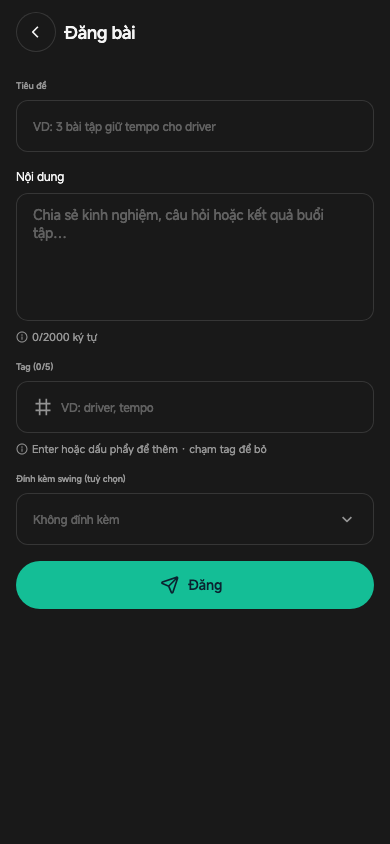 Đăng bài
Tiêu đề
VD: 3 bài tập giữ tempo cho driver
Nội dung
Chia sẻ kinh nghiệm, câu hỏi hoặc kết quả buổi
tập…
0/2000 ký tự
Tag (0/5)
VD: driver, tempo
Enter hoặc dấu phẩy để thêm · chạm tag để bỏ
Đính kèm swing (tuỳ chọn)
Không đính kèm
Đăng